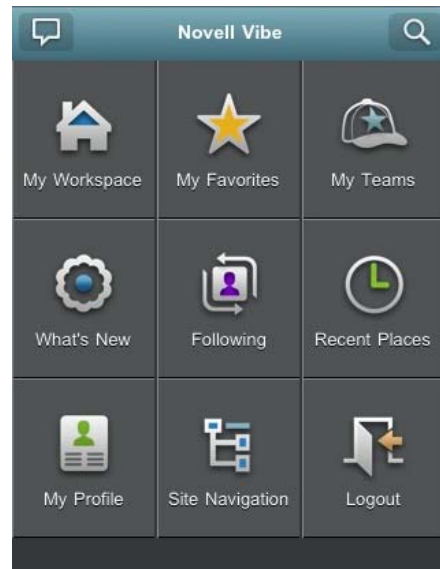 Novell Vibe
My Workspace
My Favorites
My Teams
What's New
Following
Recent Places
My Profile
Site Navigation
Logout